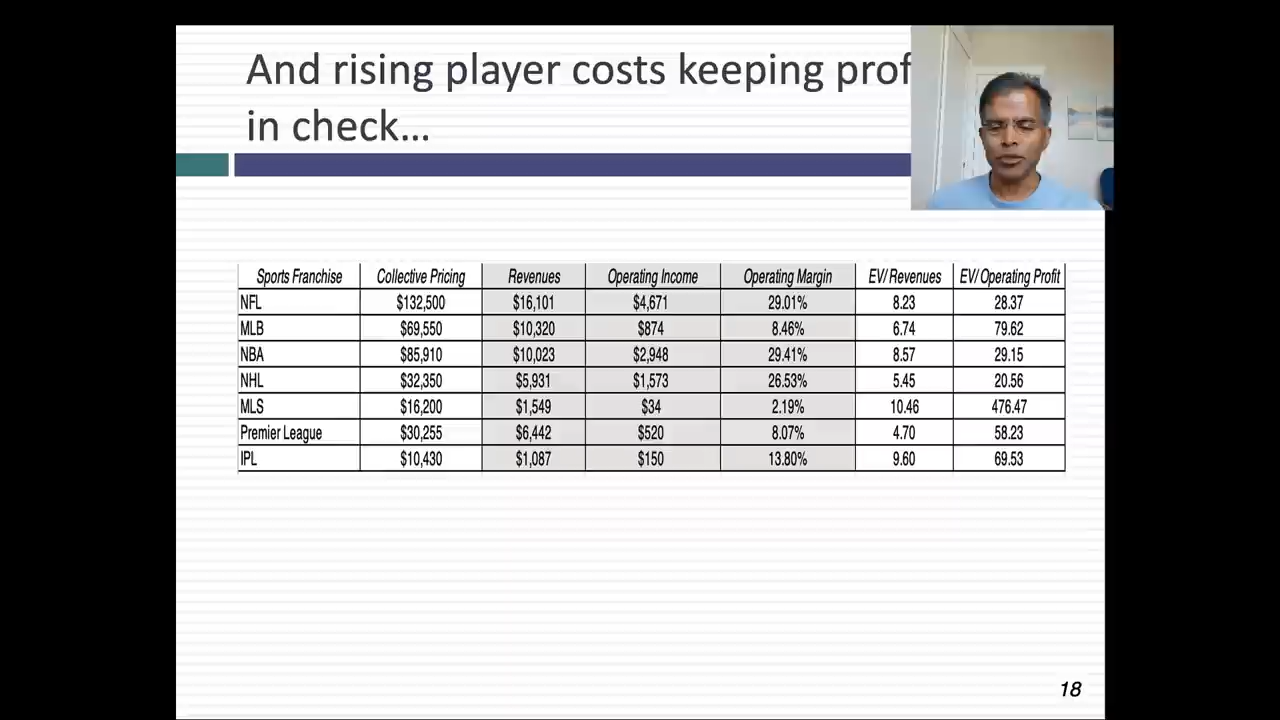 And rising player costs keeping prof
in check…
Sports Franchise Collective Pricing Revenues Operating Income Operating Margin EV/ Revenues EV/ Operating Profit
NFL $132,500 $16,101 $4,671 29.01% 8.23 28.37
MLB $69,550 $10,320 $874 8.46% 6.74 79.62
NBA $85,910 $10,023 $2,948 29.41% 8.57 29.15
NHL $32,350 $5,931 $1,573 26.53% 5.45 20.56
MLS $16,200 $1,549 $34 2.19% 10.46 476.47
Premier League $30,255 $6,442 $520 8.07% 4.70 58.23
IPL $10,430 $1,087 $150 13.80% 9.60 69.53
18